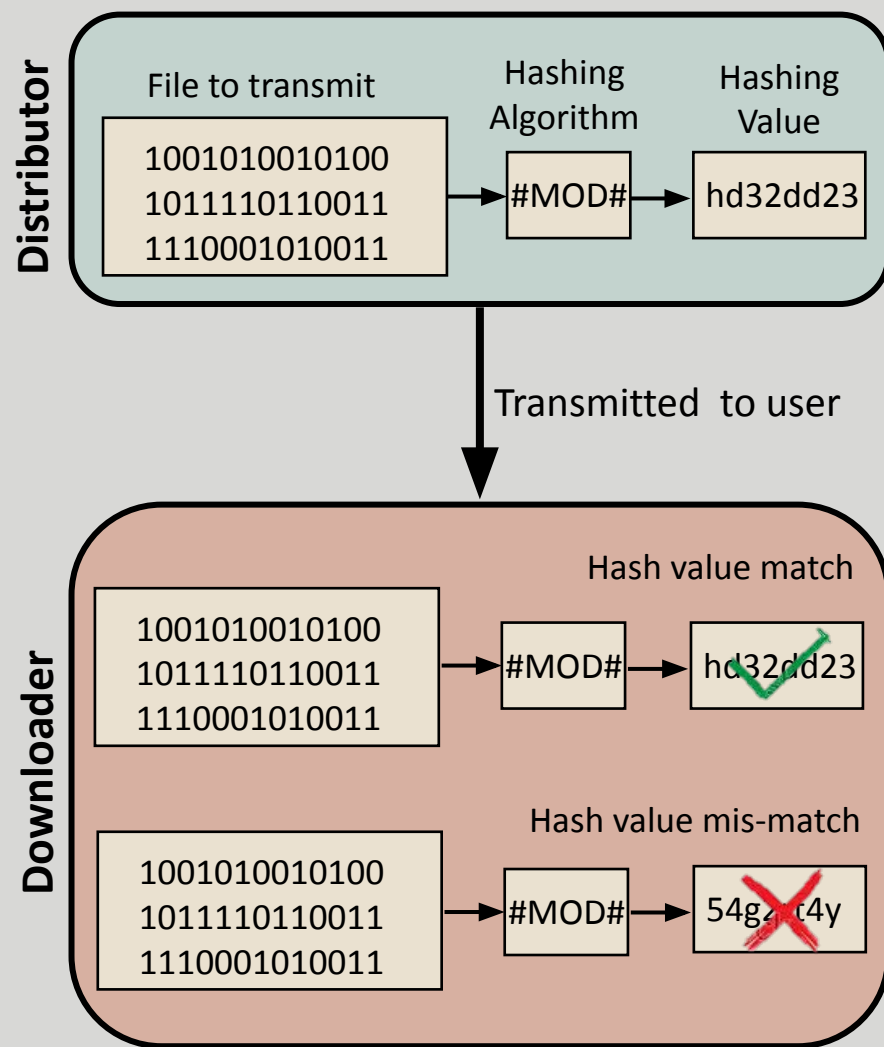 Distributor
File to transmit
Hashing
Algorithm
Hashing
Value
1001010010100
1011110110011
1110001010011
#MOD#
hd32dd23
Transmitted to user
Downloader
Hash value match
1001010010100
1011110110011
1110001010011
#MOD#
hd32dd23
Hash value mis-match
1001010010100
1011110110011
1110001010011
#MOD#